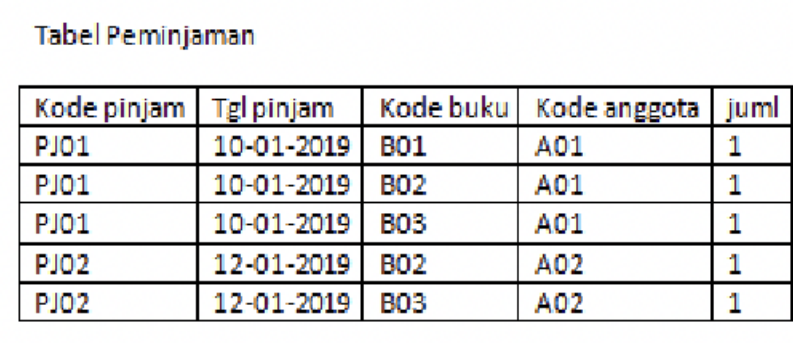 Tabel Peminjaman
Kode pinjam Tgl pinjam Kode buku Kode anggota juml
PJ01 10-01-2019 B01 A01 1
PJ01 10-01-2019 B02 A01 1
PJ01 10-01-2019 B03 A01 1
PJ02 12-01-2019 B02 A02 1
PJ02 12-01-2019 B03 A02 1